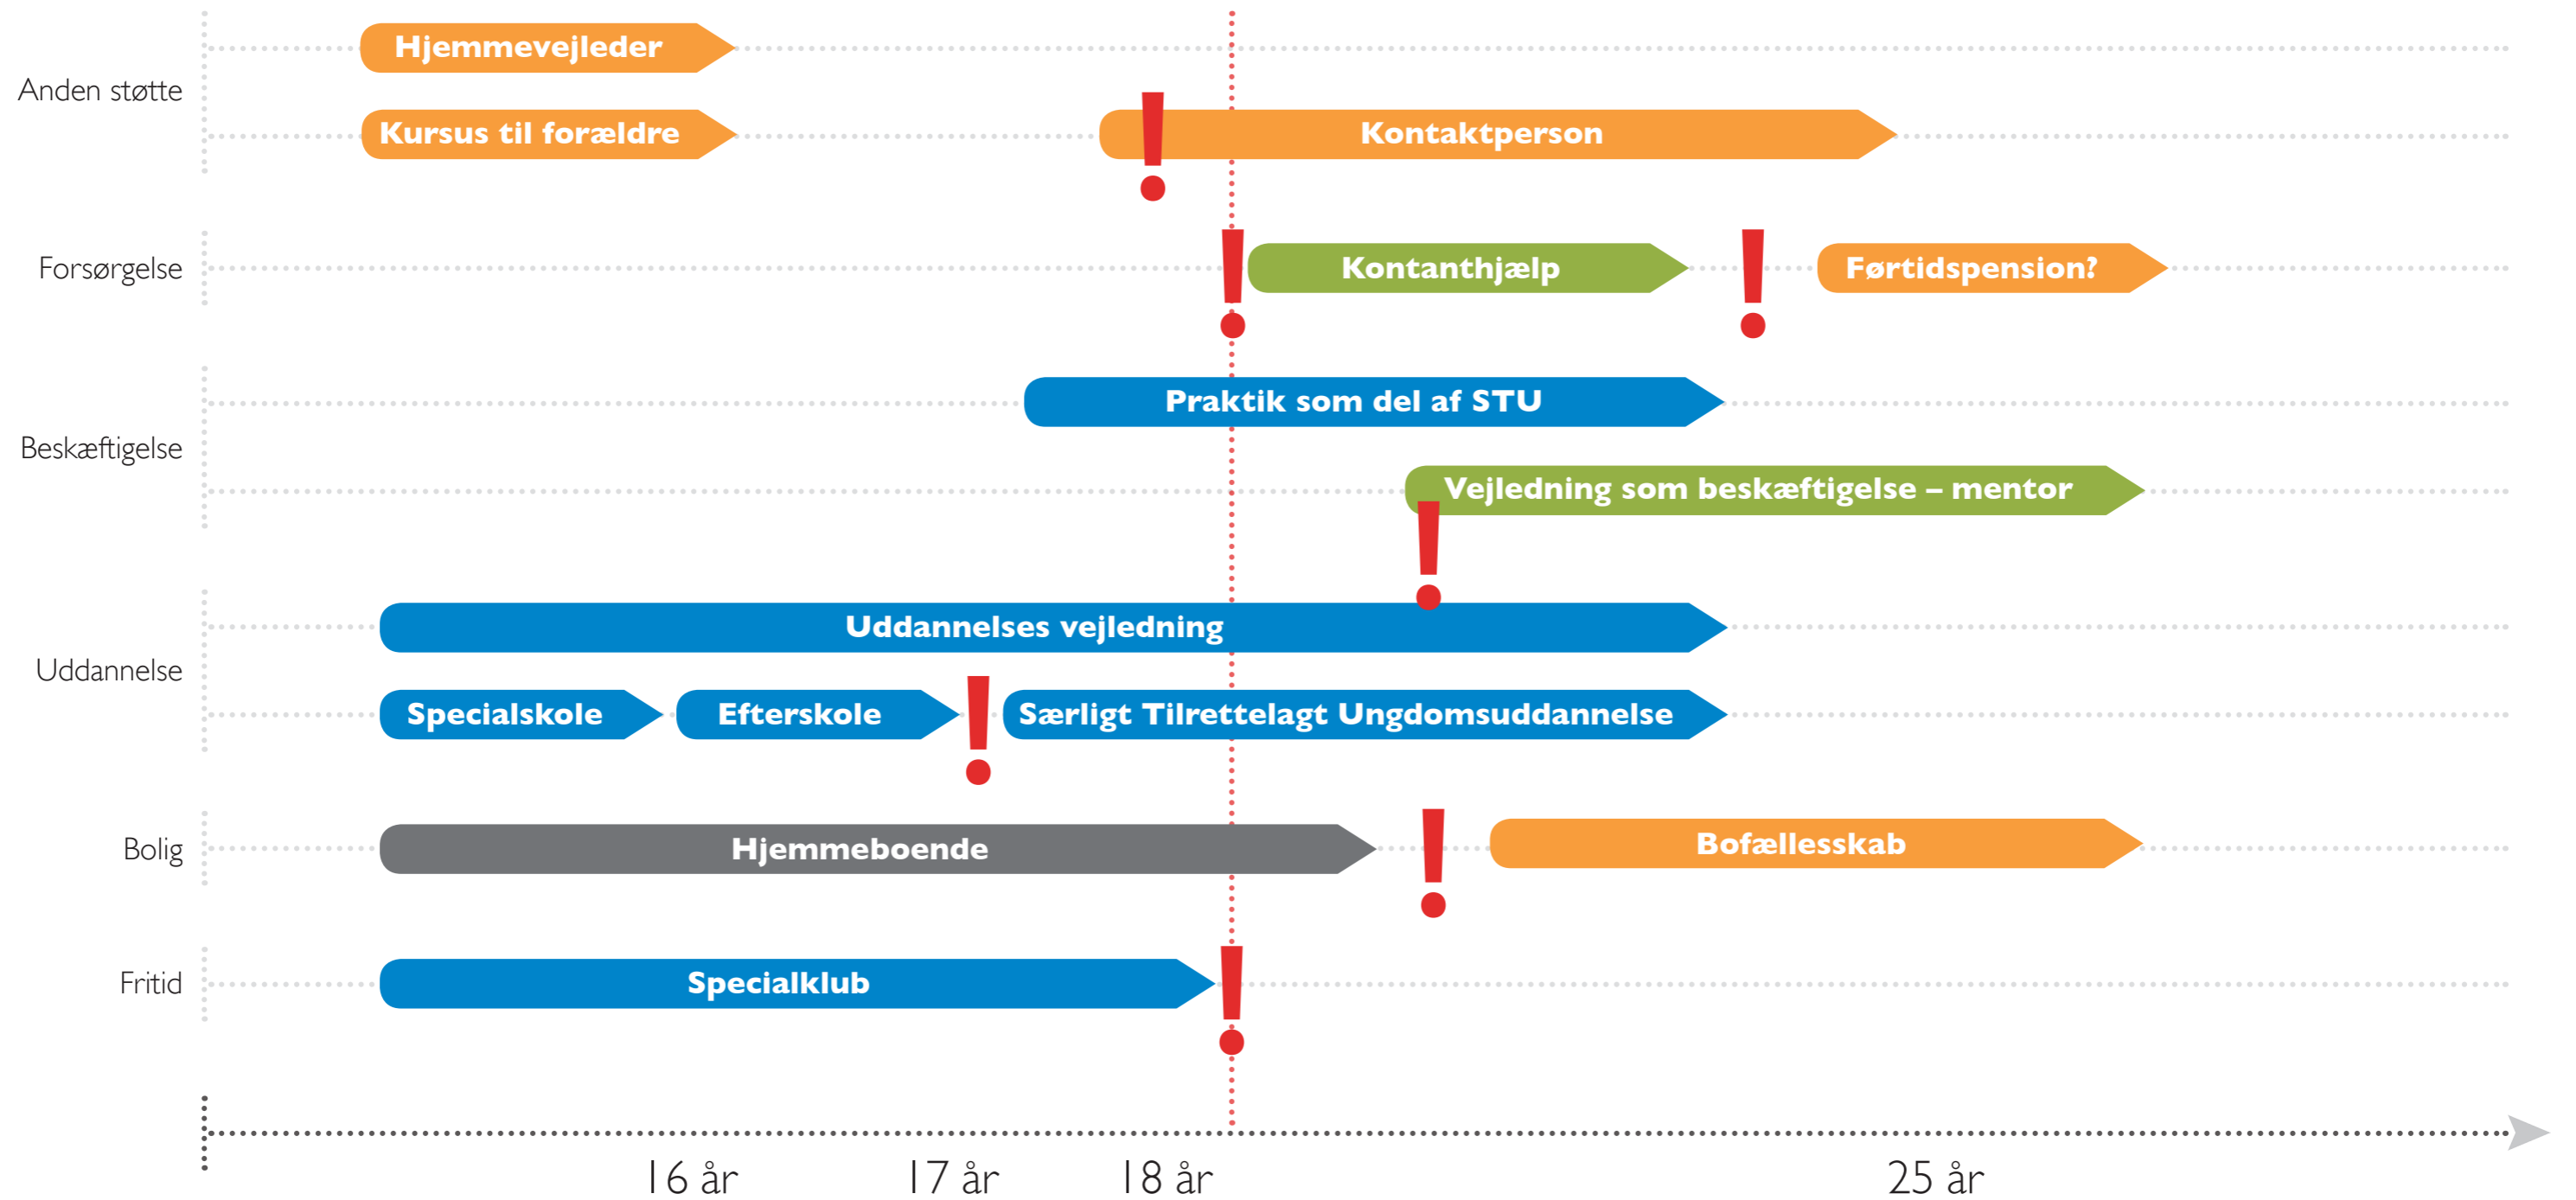 Hjemmevejleder
Anden støtte
Kursus til forældre
Kontaktperson
!
Forsørgelse
!
Kontanthjælp
!
Førtidspension?
Praktik som del af STU
Beskæftigelse
Vejledning som beskæftigelse – mentor
!
Uddannelses vejledning
Uddannelse
Specialskole
Efterskole
!
Særligt Tilrettelagt Ungdomsuddannelse
Bolig
Hjemmeboende
!
Bofællesskab
Fritid
Specialklub
!
16 år
17 år
18 år
25 år